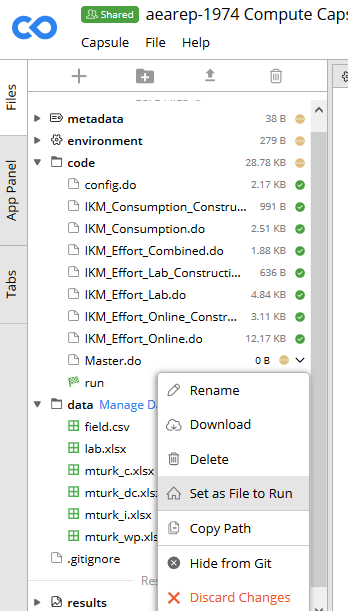 Shared aearep-1974 Compute Caps
Capsule File Help
Files
App Panel
Tabs
metadata 38 B
environment 279 B
code 28.78 KB
config.do 2.17 KB
IKM_Consumption_Constru... 991 B
IKM_Consumption.do 2.51 KB
IKM_Effort_Combined.do 1.88 KB
IKM_Effort_Lab_Constructi... 636 B
IKM_Effort_Lab.do 4.84 KB
IKM_Effort_Online_Constr... 3.11 KB
IKM_Effort_Online.do 12.17 KB
Master.do 0 B
run
data Manage Da
field.csv
lab.xlsx
mturk_c.xlsx
mturk_dc.xls
mturk_i.xlsx
mturk_wp.xls
.gitignore
Res
results
Rename
Download
Delete
Set as File to Run
Copy Path
Hide from Git
Discard Changes